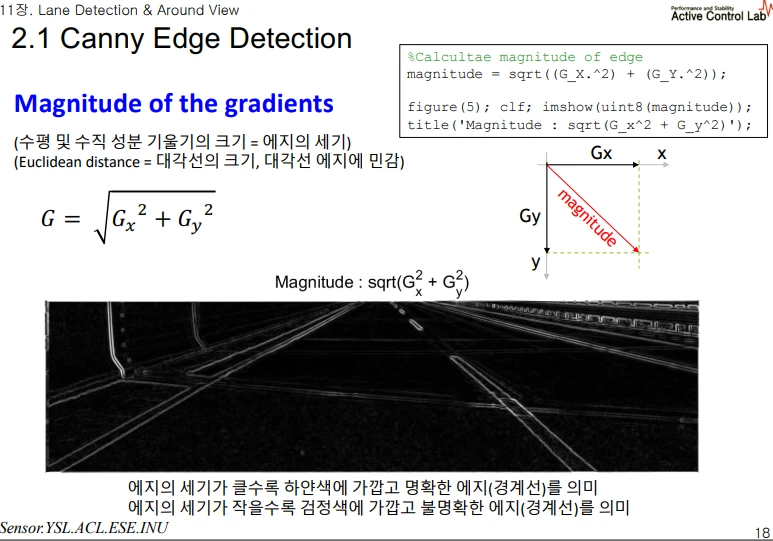 11장. Lane Detection & Around View
Performance and Stability
Active Control Lab
2.1 Canny Edge Detection
%Calcultae magnitude of edge
magnitude = sqrt((G_X.^2) + (G_Y.^2));
figure(5); clf; imshow(uint8(magnitude));
title('Magnitude : sqrt(G_x^2 + G_y^2)');
Magnitude of the gradients
(수평 및 수직 성분 기울기의 크기 = 에지의 세기)
(Euclidean distance = 대각선의 크기, 대각선 에지에 민감)
G = √(Gₓ² + G_y²)
Gx x
Gy
magnitude
y
Magnitude : sqrt(G²ₓ + G²_y)
에지의 세기가 클수록 하얀색에 가깝고 명확한 에지(경계선)를 의미
에지의 세기가 작을수록 검정색에 가깝고 불명확한 에지(경계선)를 의미
Sensor.YSL.ACL.ESE.INU
18